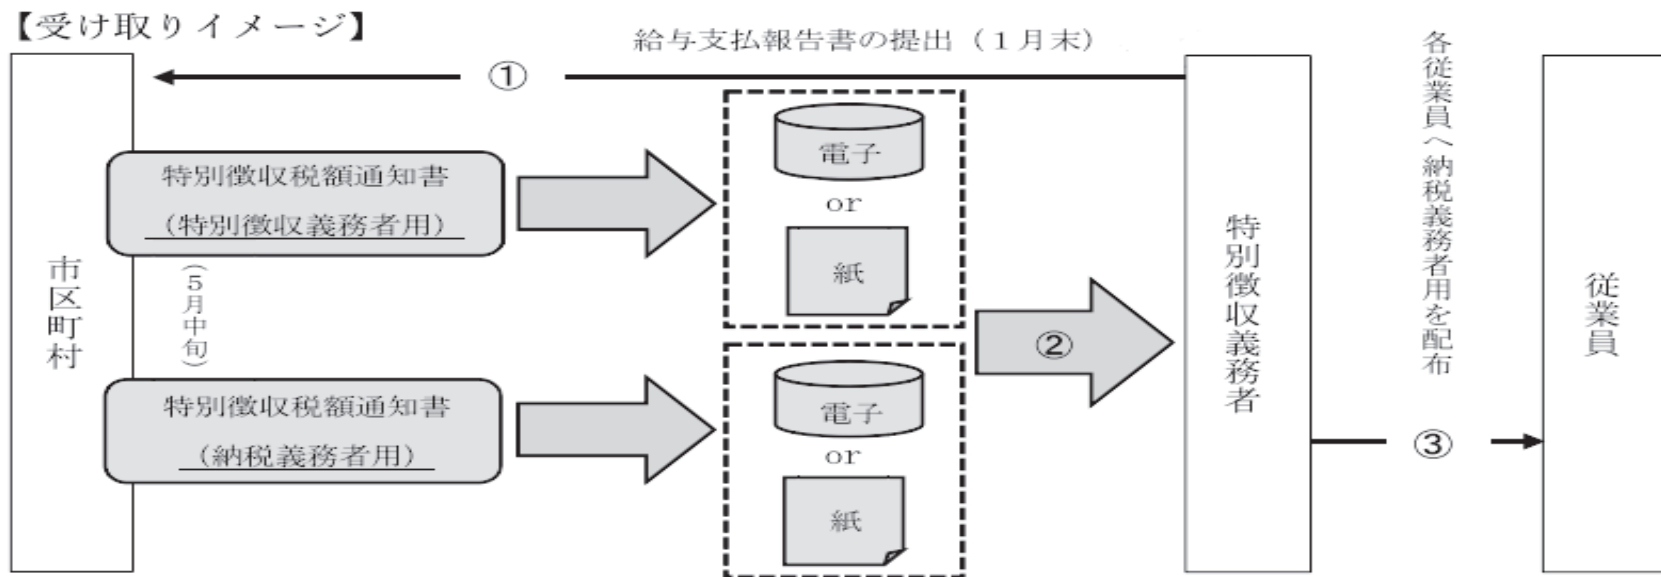 【受け取りイメージ】
給与支払報告書の提出（１月末）
①
市区町村
特別徴収税額通知書
（特別徴収義務者用）
（５月中旬）
特別徴収税額通知書
（納税義務者用）
電子
or
紙
電子
or
紙
②
特別徴収義務者
各従業員へ納税義務者用を配布
③
従業員